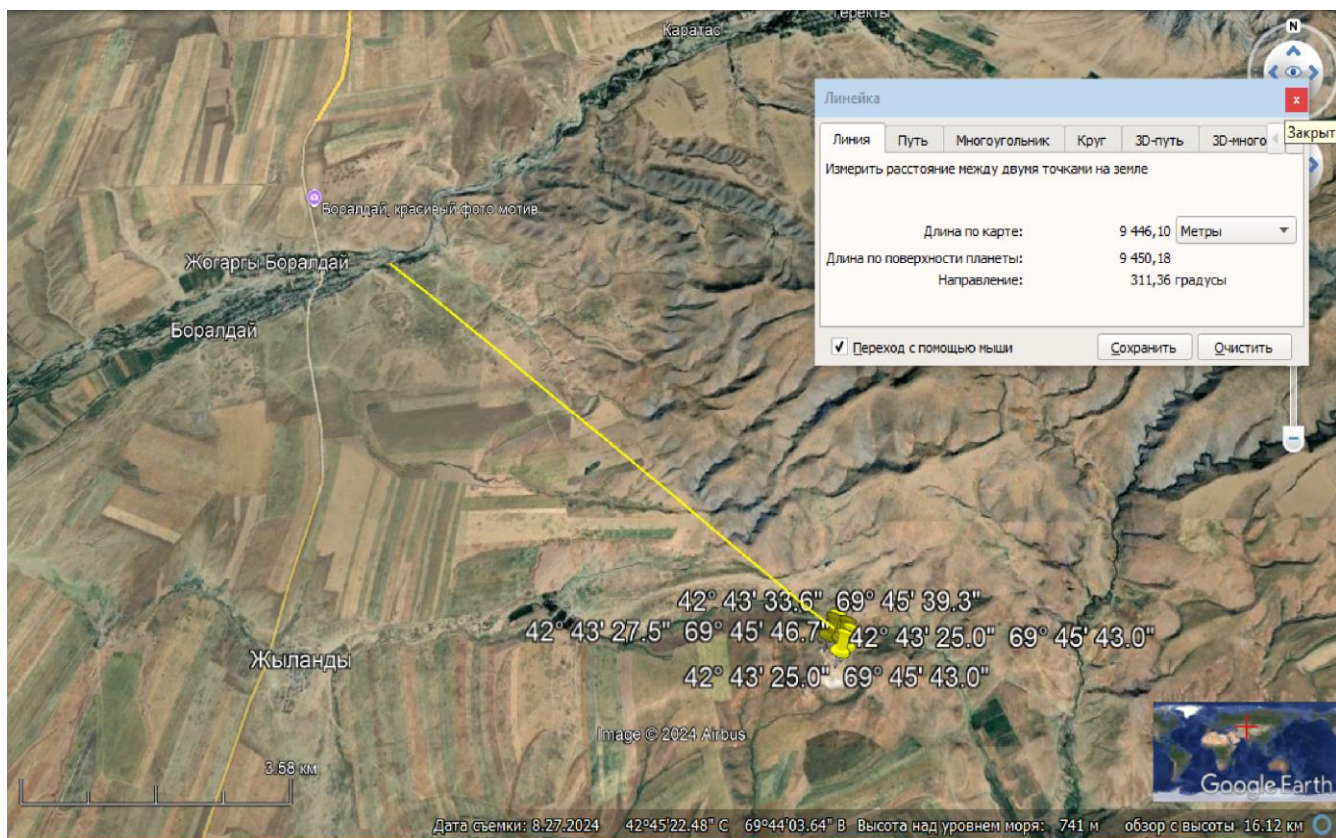 Теректы
Каратас
N
Линейка
x
Закрыт
Линия Путь Многоугольник Круг 3D-путь 3D-много
Измерить расстояние между двумя точками на земле
Длина по карте: 9 446,10 Метры
Длина по поверхности планеты: 9 450,18
Направление: 311,36 градусы
Переход с помощью мыши Сохранить Очистить
Боралдай, красивый фото мотив
Жогаргы Боралдай
Боралдай
42° 43' 33.6" 69° 45' 39.3"
42° 43' 27.5" 69° 45' 46.7" 42° 43' 25.0" 69° 45' 43.0"
Жыланды
42° 43' 25.0" 69° 45' 43.0"
Image © 2024 Airbus
3.58 км
Google Earth
Дата съемки: 8.27.2024 42°45'22.48" С 69°44'03.64" В Высота над уровнем моря: 741 м обзор с высоты 16.12 км